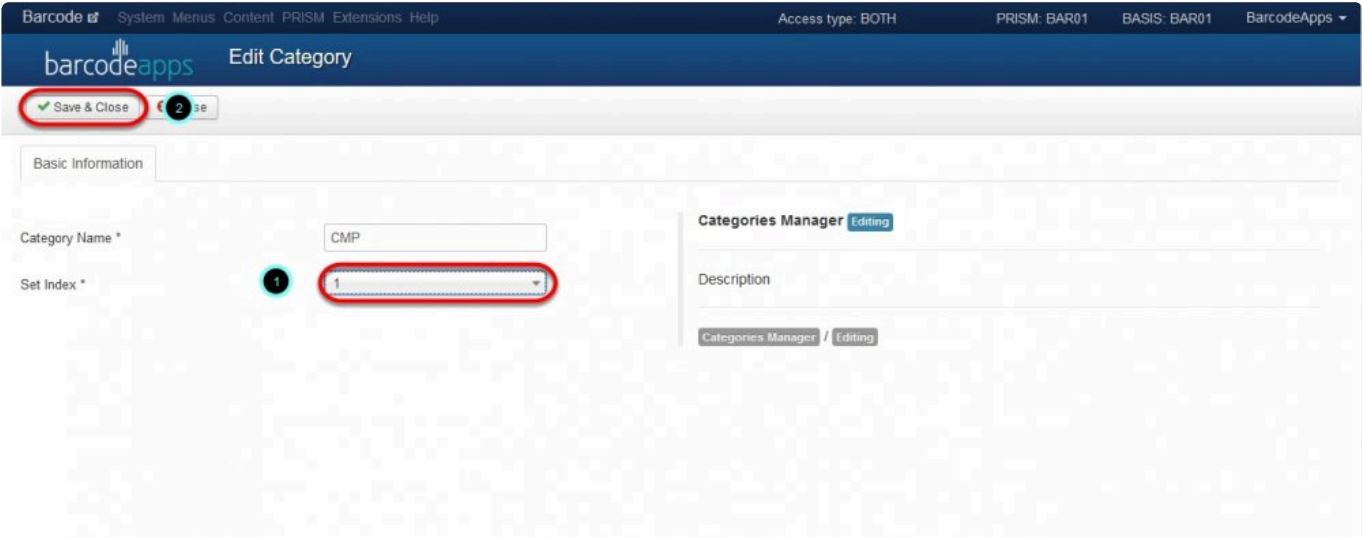 Barcode System Menus Content PRISM Extensions Help Access type: BOTH PRISM: BAR01 BASIS: BAR01 BarcodeApps
barcodeapps Edit Category
Save & Close 2 se
Basic Information
Categories Manager Editing
Category Name * CMP
Set Index * 1 1
Description
Categories Manager / Editing